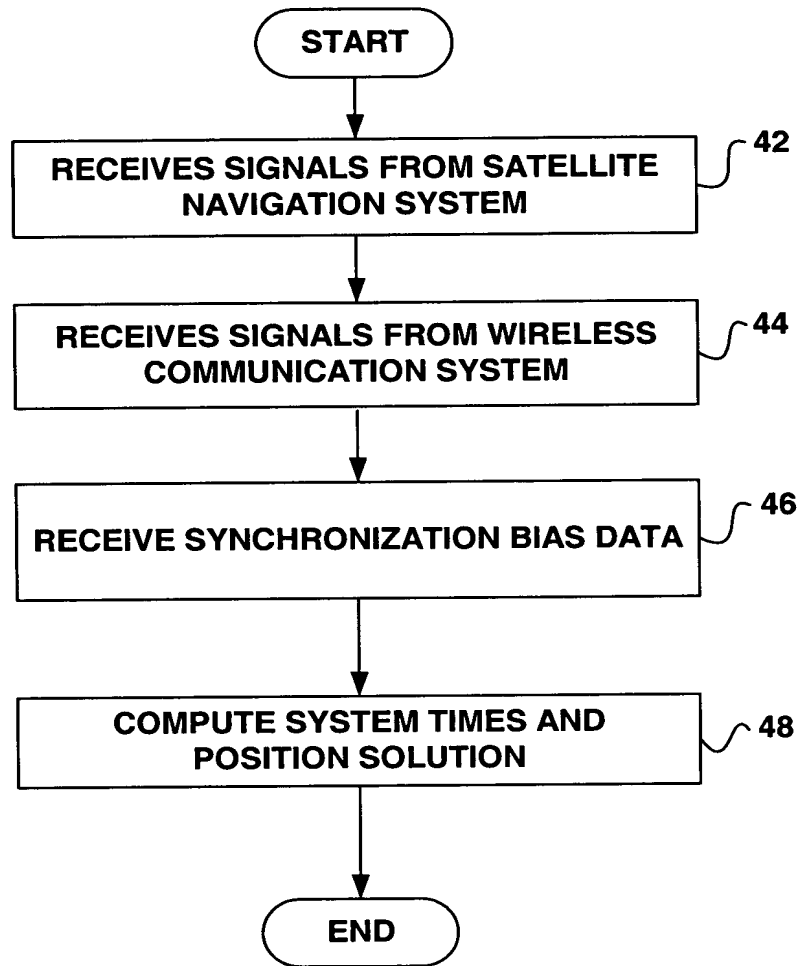 START
RECEIVES SIGNALS FROM SATELLITE
NAVIGATION SYSTEM
42
RECEIVES SIGNALS FROM WIRELESS
COMMUNICATION SYSTEM
44
RECEIVE SYNCHRONIZATION BIAS DATA
46
COMPUTE SYSTEM TIMES AND
POSITION SOLUTION
48
END